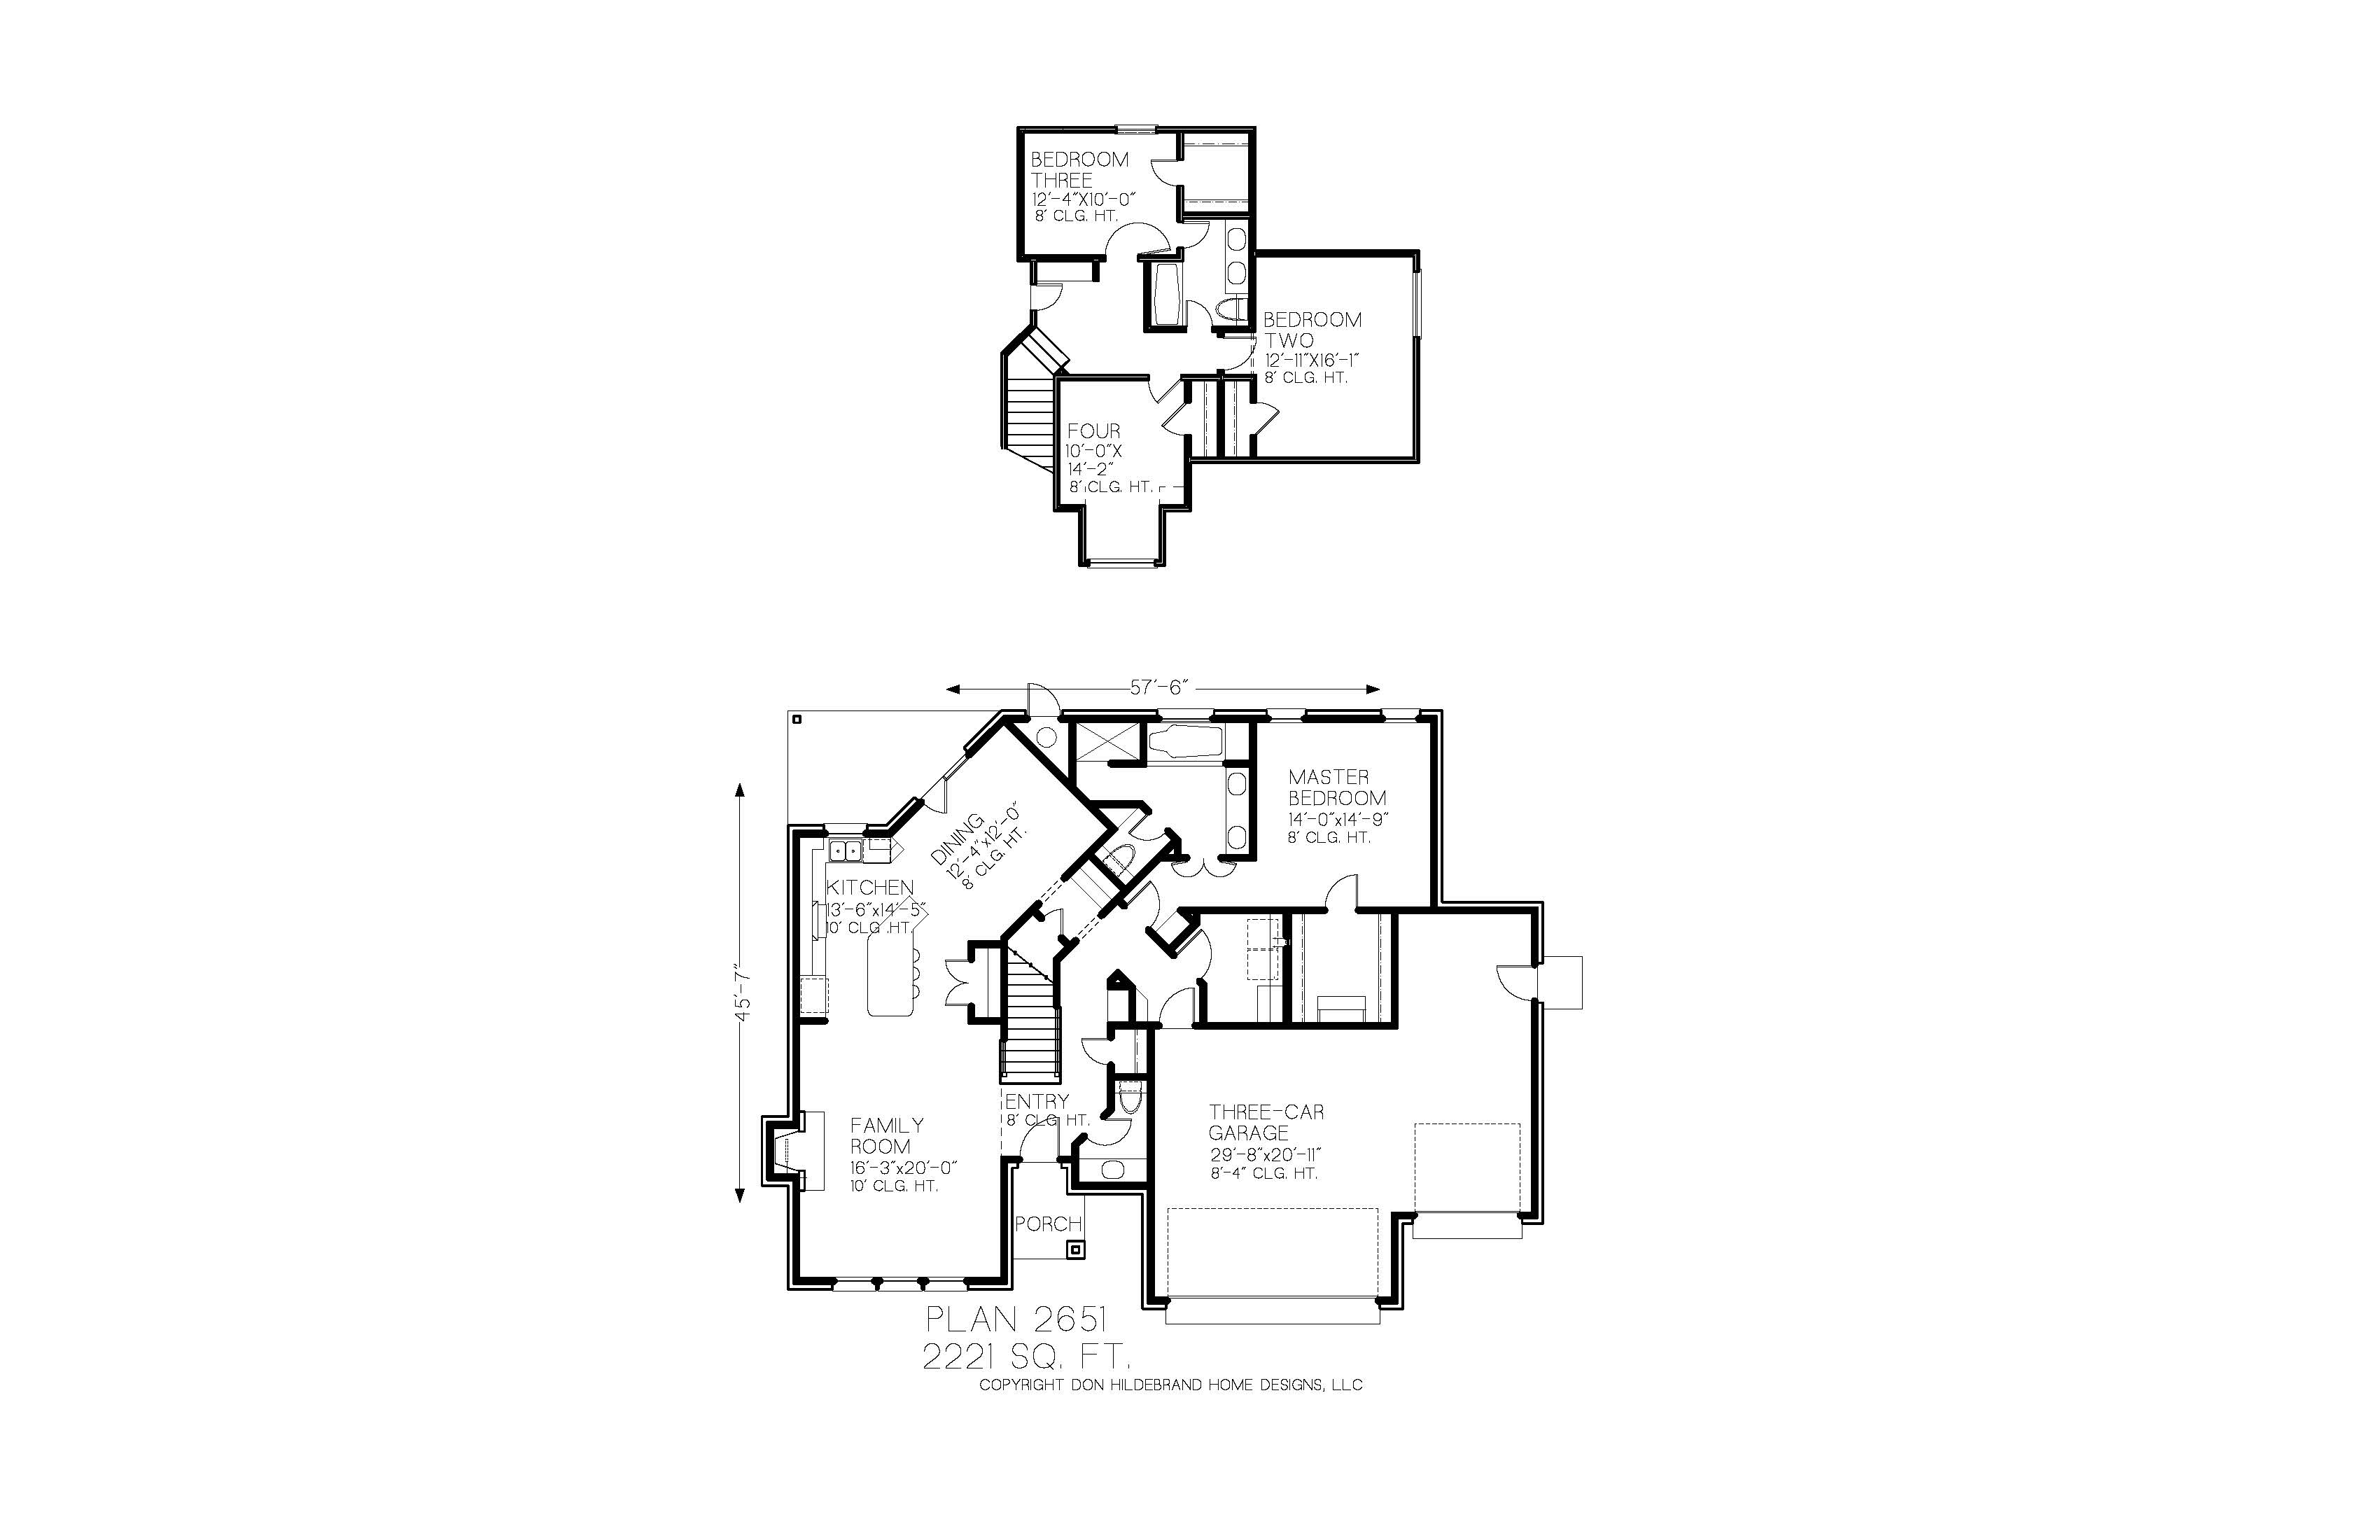 BEDROOM
THREE
12'-4"X10'-0"
8' CLG. HT.
BEDROOM
TWO
12'-11"X16'-1"
8' CLG. HT.
FOUR
10'-0"X
14'-2"
8' CLG. HT.
57'-6"
MASTER
BEDROOM
14'-0"x14'-9"
8' CLG. HT.
DINING
12'-4"x12'-0"
8' CLG. HT.
KITCHEN
13'-6"x14'-5"
10' CLG .HT.
45'-7"
ENTRY
8' CLG HT.
FAMILY
ROOM
16'-3"x20'-0"
10' CLG. HT.
THREE-CAR
GARAGE
29'-8"x20'-11"
8'-4" CLG. HT.
PORCH
PLAN 2651
2221 SQ. FT.
COPYRIGHT DON HILDEBRAND HOME DESIGNS, LLC